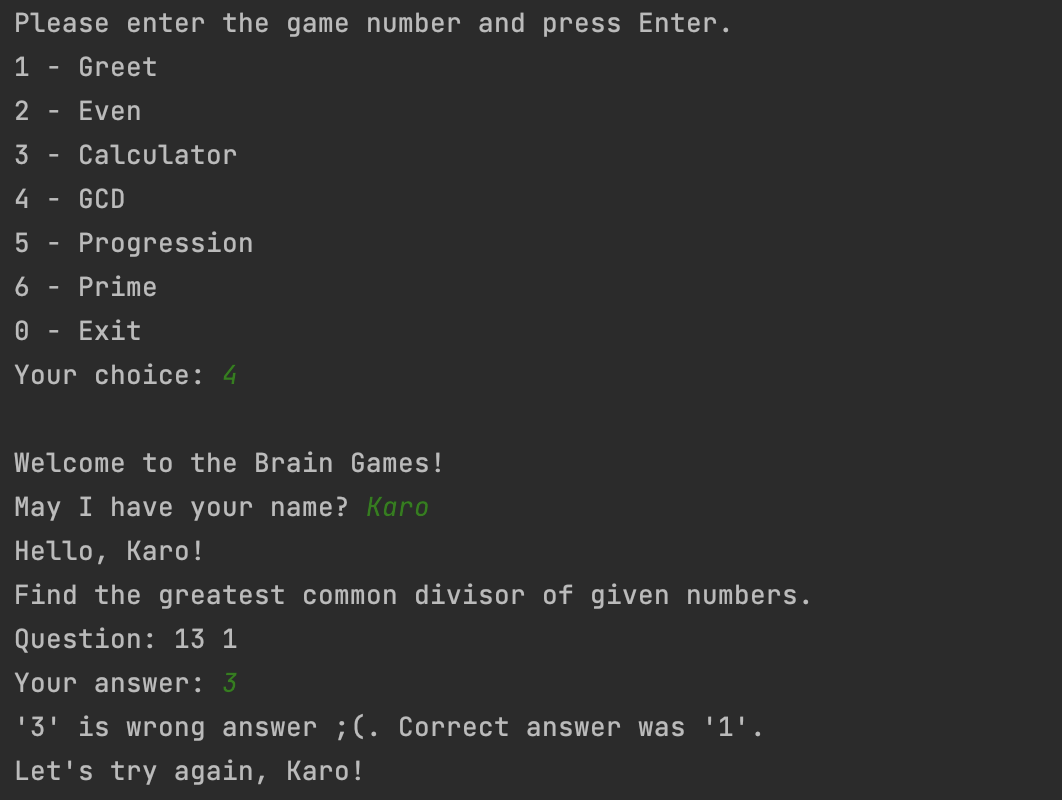 Please enter the game number and press Enter.
1 - Greet
2 - Even
3 - Calculator
4 - GCD
5 - Progression
6 - Prime
0 - Exit
Your choice: 4
Welcome to the Brain Games!
May I have your name? Karo
Hello, Karo!
Find the greatest common divisor of given numbers.
Question: 13 1
Your answer: 3
'3' is wrong answer ;(. Correct answer was '1'.
Let's try again, Karo!